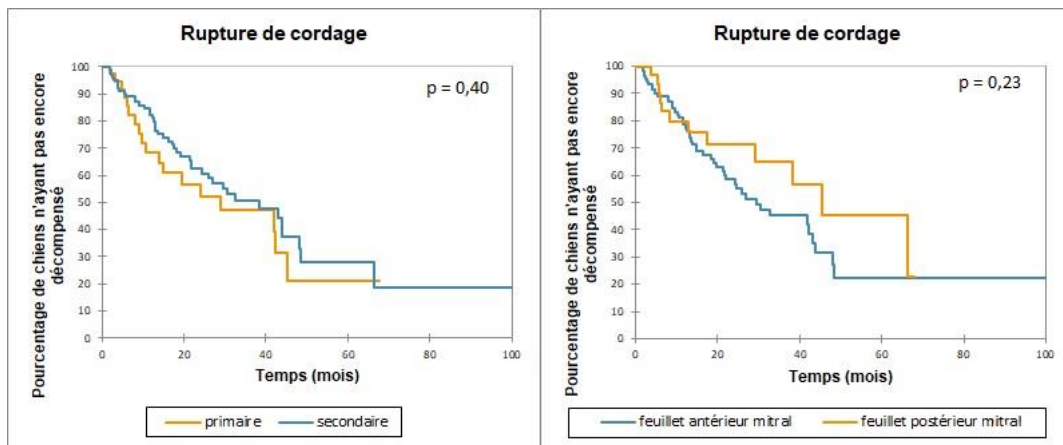 Rupture de cordage
p = 0,40
Pourcentage de chiens n'ayant pas encore
décompensé
100
90
80
70
60
50
40
30
20
10
0
0 20 40 60 80 100
Temps (mois)
primaire secondaire
Rupture de cordage
p = 0,23
Pourcentage de chiens n'ayant pas encore
décompensé
100
90
80
70
60
50
40
30
20
10
0
0 20 40 60 80 100
Temps (mois)
feuillet antérieur mitral feuillet postérieur mitral